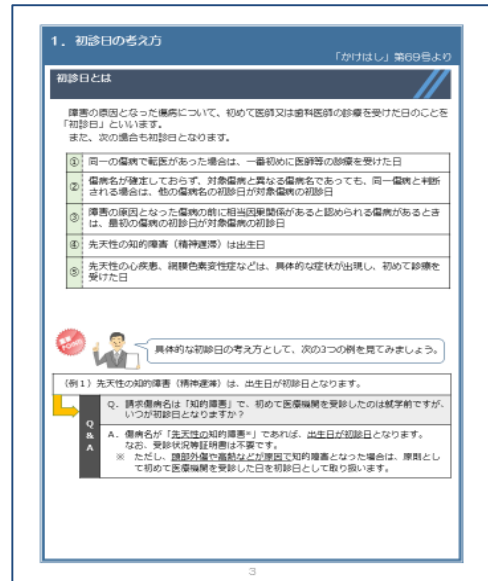 1．初診日の考え方
「かけはし」第69号より
初診日とは
障害の原因となった傷病について、初めて医師又は歯科医師の診療を受けた日のことを
「初診日」といいます。
また、次の場合も初診日となります。
① 同一の傷病で転医があった場合は、一番初めに医師等の診療を受けた日
② 傷病名が確定しておらず、対象傷病と異なる傷病名であっても、同一傷病と判断
される場合は、他の傷病名の初診日が対象傷病の初診日
③ 障害の原因となった傷病の前に相当因果関係があると認められる傷病があるとき
は、最初の傷病の初診日が対象傷病の初診日
④ 先天性の知的障害（精神遅滞）は出生日
⑤ 先天性の心疾患、網膜色素変性症などは、具体的な症状が出現し、初めて診療を
受けた日
具体的な初診日の考え方として、次の3つの例を見てみましょう。
（例１）先天性の知的障害（精神遅滞）は、出生日が初診日となります。
Q&A
Q．請求傷病名は「知的障害」で、初めて医療機関を受診したのは就学前ですが、
いつが初診日となりますか？
A．傷病名が「先天性の知的障害※」であれば、出生日が初診日となります。
なお、受診状況等証明書は不要です。
※ ただし、頭部外傷や高熱などが原因で知的障害となった場合は、原則とし
て初めて医療機関を受診した日を初診日として取り扱います。
3